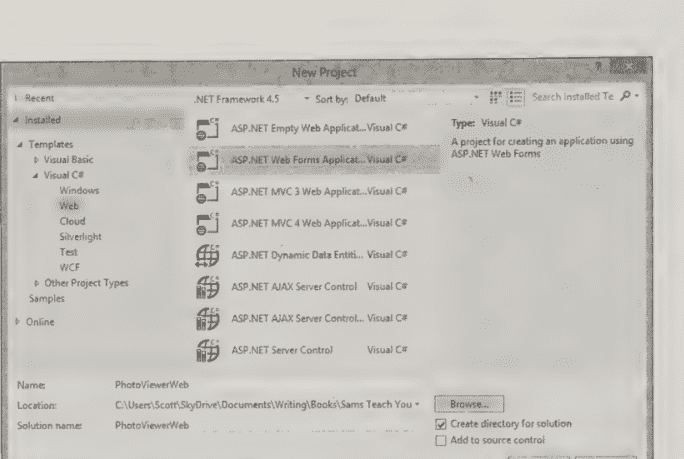 New Project
?
Recent
.NET Framework 4.5 Sort by: Default Search Installed Te
Installed
Templates
Visual Basic
Visual C#
Windows
Web
Cloud
Silverlight
Test
WCF
Other Project Types
Samples
Online
ASP.NET Empty Web Applicat... Visual C#
ASP.NET Web Forms Applicat... Visual C#
ASP.NET MVC 3 Web Applicat... Visual C#
ASP.NET MVC 4 Web Applicat... Visual C#
ASP.NET Dynamic Data Entiti... Visual C#
ASP.NET AJAX Server Control Visual C#
ASP.NET AJAX Server Control... Visual C#
ASP.NET Server Control Visual C#
Type: Visual C#
A project for creating an application using
ASP.NET Web Forms
Name: PhotoViewerWeb
Location: C:\Users\Scott\SkyDrive\Documents\Writing\Books\Sams Teach You
Browse...
Solution name: PhotoViewerWeb
Create directory for solution
Add to source control